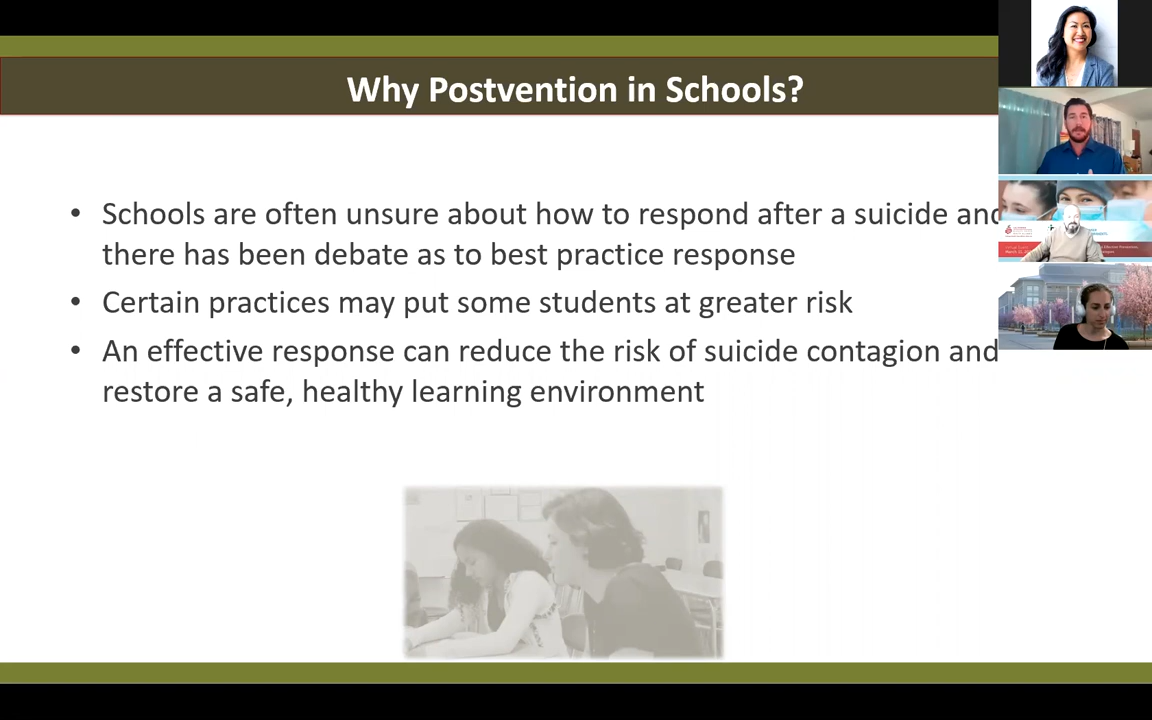 Why Postvention in Schools?
• Schools are often unsure about how to respond after a suicide and
there has been debate as to best practice response
• Certain practices may put some students at greater risk
• An effective response can reduce the risk of suicide contagion and
restore a safe, healthy learning environment